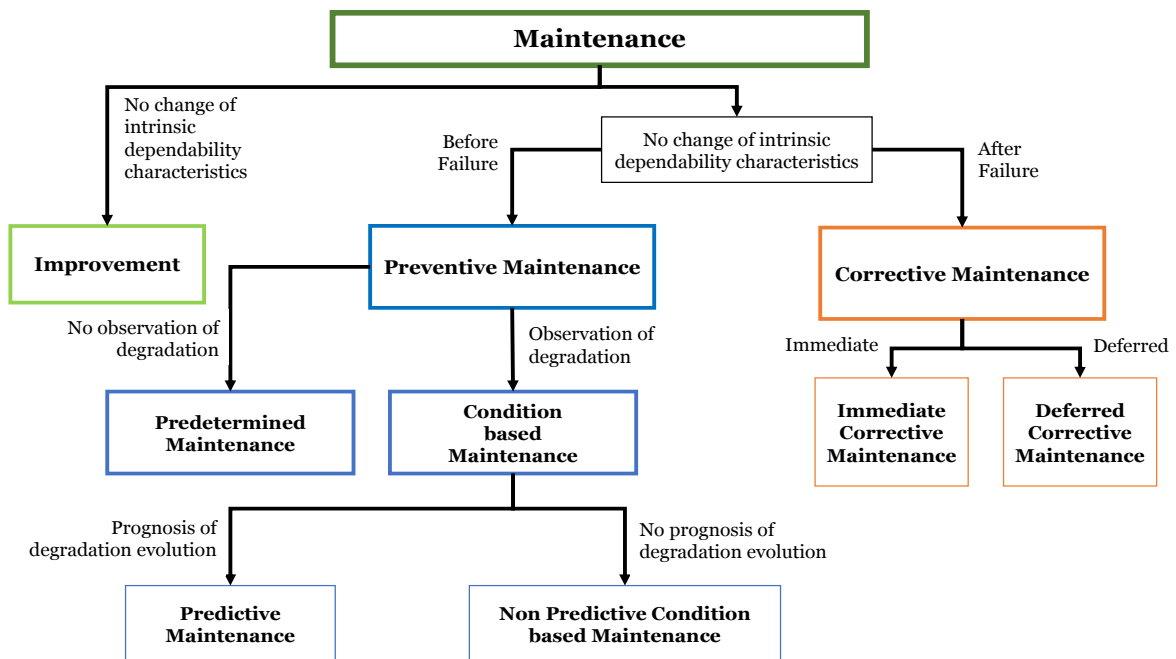 Maintenance
No change of
intrinsic
dependability
characteristics
No change of intrinsic
dependability characteristics
Before
Failure
After
Failure
Improvement
Preventive Maintenance
Corrective Maintenance
No observation of
degradation
Observation of
degradation
Immediate
Deferred
Predetermined
Maintenance
Condition
based
Maintenance
Immediate
Corrective
Maintenance
Deferred
Corrective
Maintenance
Prognosis of
degradation evolution
No prognosis of
degradation evolution
Predictive
Maintenance
Non Predictive Condition
based Maintenance